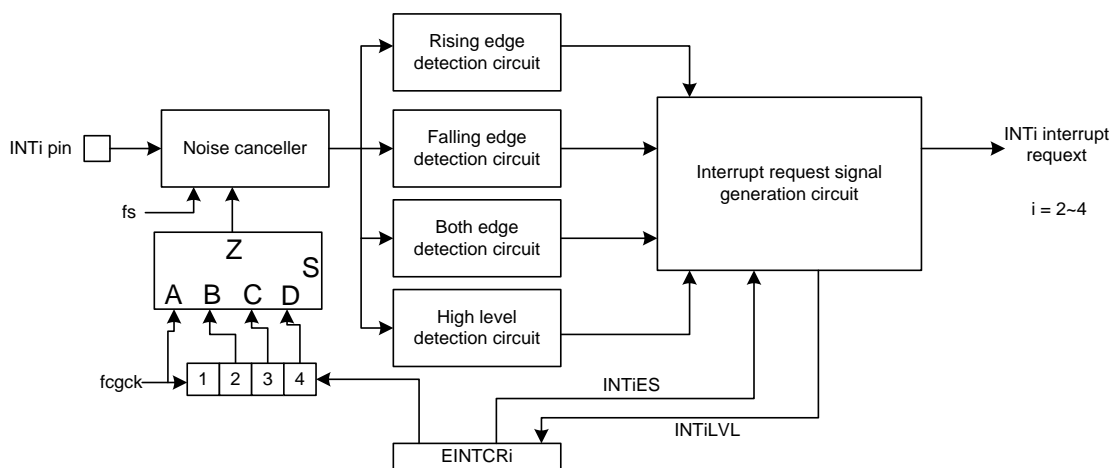 Rising edge
detection circuit
INTi pin
Noise canceller
Falling edge
detection circuit
Interrupt request signal
generation circuit
INTi interrupt
requext
i = 2~4
fs
Both edge
detection circuit
Z
S
A B C D
High level
detection circuit
fcgck
1 2 3 4
INTiES
INTiLVL
EINTCRi